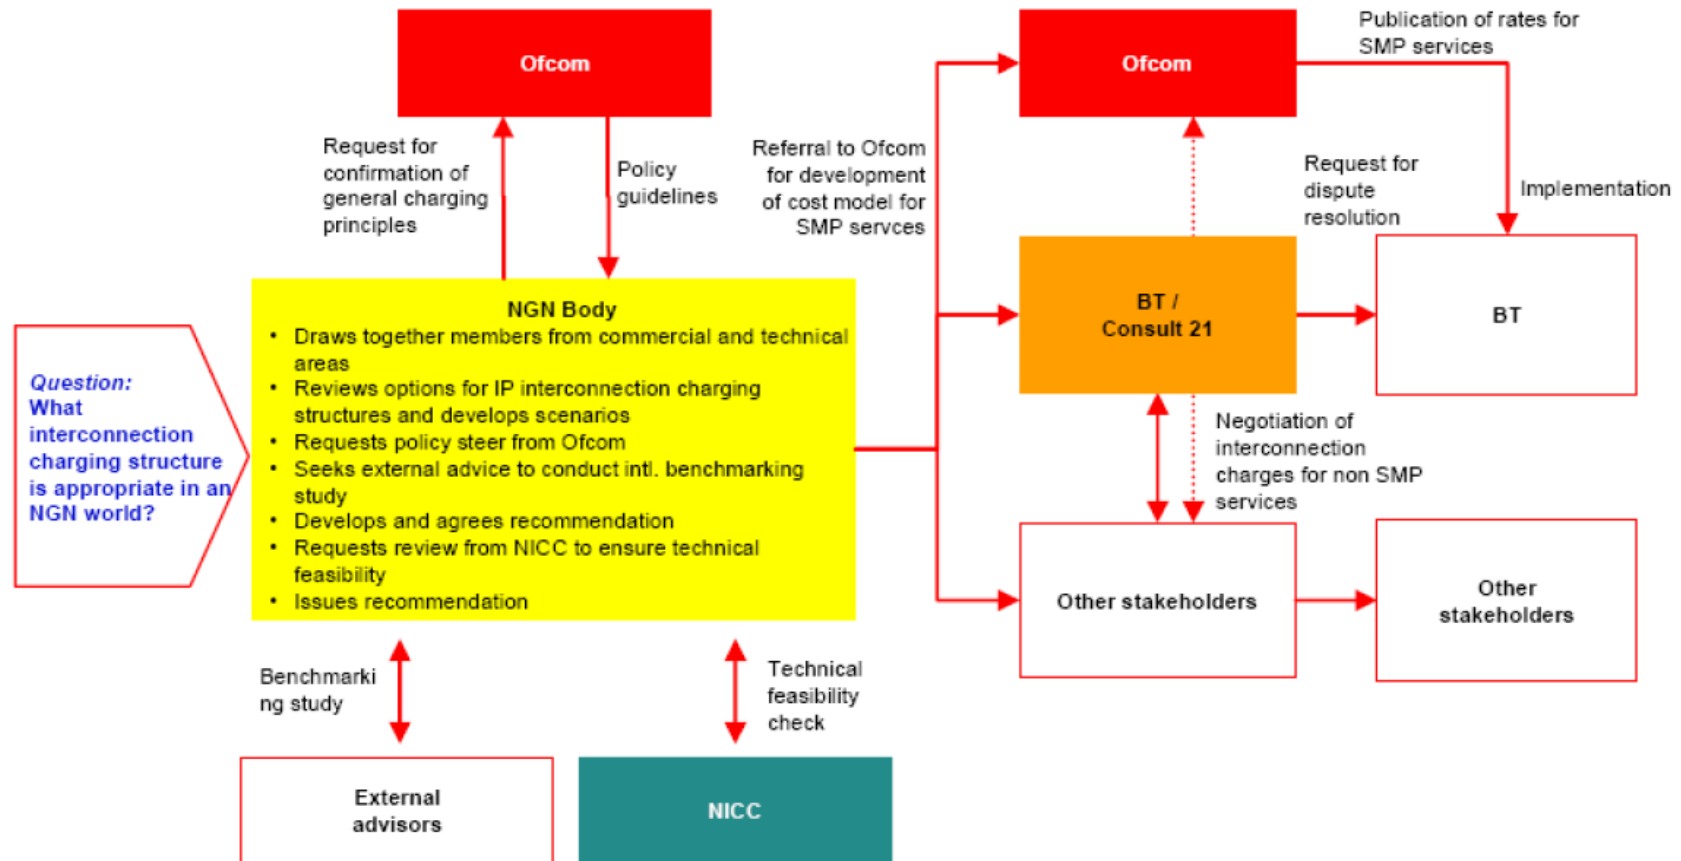 Ofcom
Request for
confirmation of
general charging
principles
Policy
guidelines
Question:
What
interconnection
charging structure
is appropriate in an
NGN world?
NGN Body
• Draws together members from commercial and technical
areas
• Reviews options for IP interconnection charging
structures and develops scenarios
• Requests policy steer from Ofcom
• Seeks external advice to conduct intl. benchmarking
study
• Develops and agrees recommendation
• Requests review from NICC to ensure technical
feasibility
• Issues recommendation
Benchmarki
ng study
Technical
feasibility
check
External
advisors
NICC
Referral to Ofcom
for development
of cost model for
SMP servces
Ofcom
Publication of rates for
SMP services
Request for
dispute
resolution
Implementation
BT /
Consult 21
BT
Negotiation of
interconnection
charges for non SMP
services
Other stakeholders
Other
stakeholders